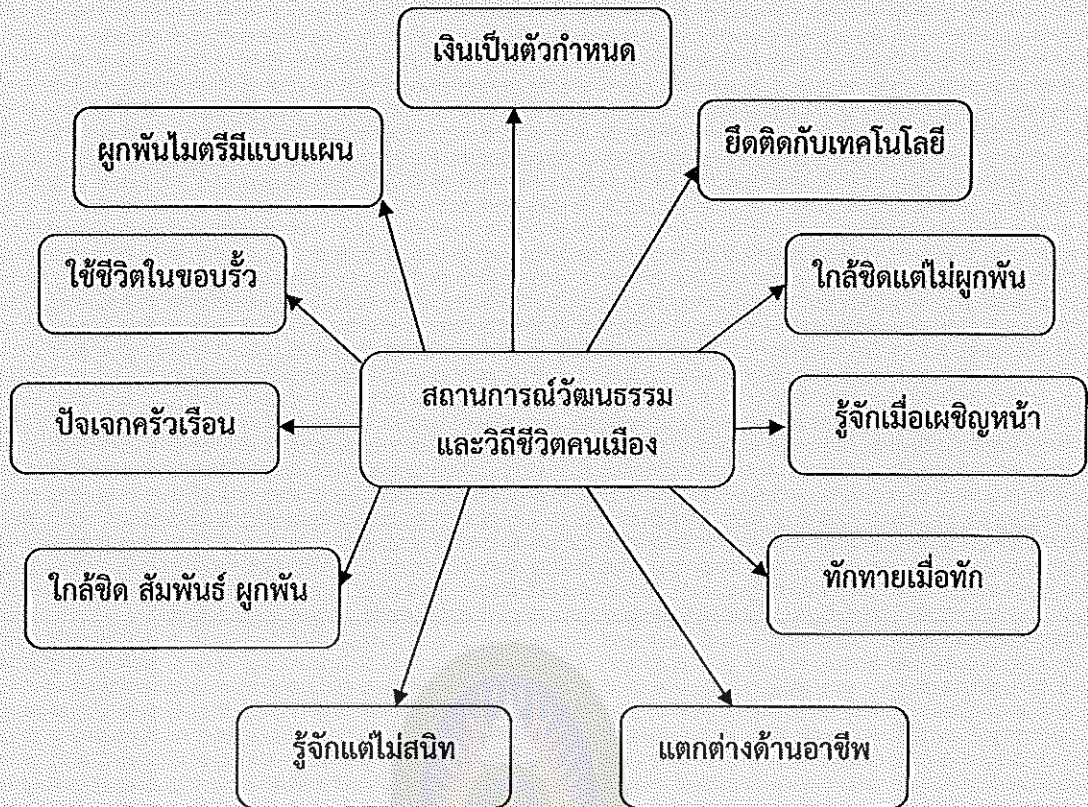 เงินเป็นตัวกำหนด
ผูกพันไมตรีมีแบบแผน
ยึดติดกับเทคโนโลยี
ใช้ชีวิตในขอบรั้ว
ใกล้ชิดแต่ไม่ผูกพัน
สถานการณ์วัฒนธรรม
และวิถีชีวิตคนเมือง
ปัจเจกครัวเรือน
รู้จักเมื่อเผชิญหน้า
ใกล้ชิด สัมพันธ์ ผูกพัน
ทักทายเมื่อทัก
รู้จักแต่ไม่สนิท
แตกต่างด้านอาชีพ